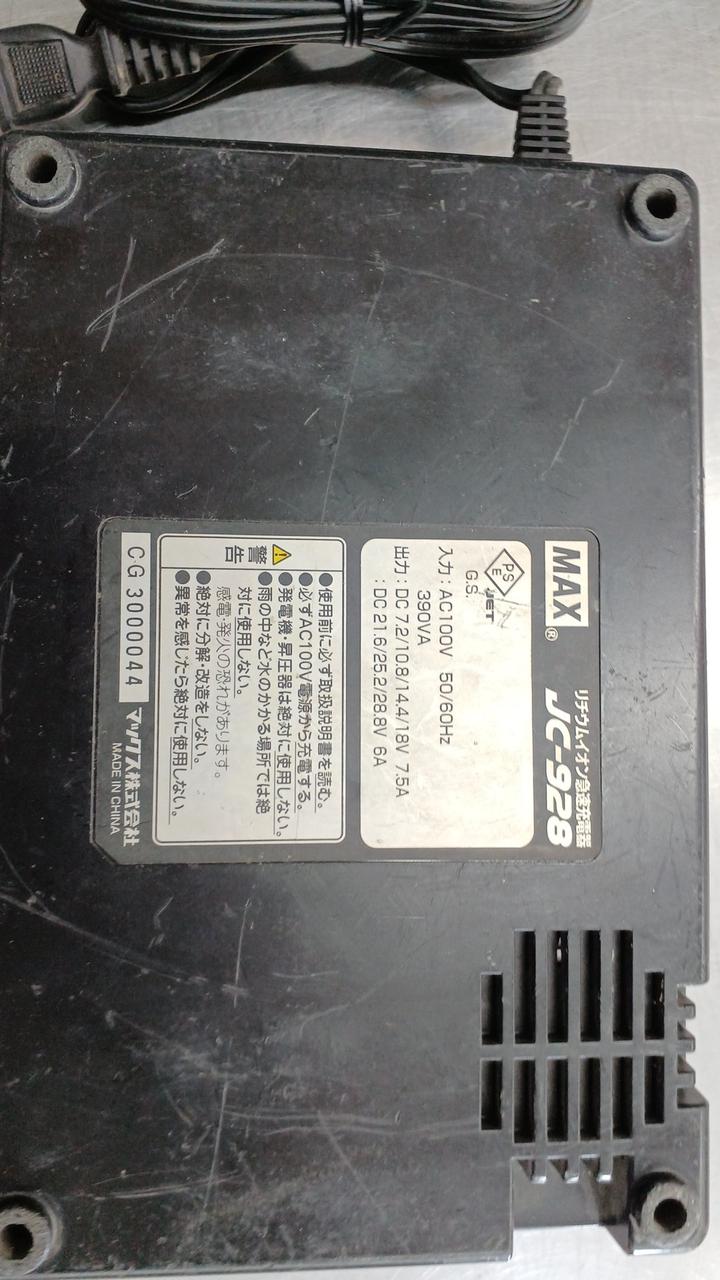 MAX®
リチウムイオン急速充電器
JC-928
PS
E
JET
G.S.
入力：AC100V 50/60Hz
390VA
出力：DC 7.2/10.8/14.4/18V 7.5A
：DC 21.6/25.2/28.8V 6A
警告
●使用前に必ず取扱説明書を読む。
●必ずAC100V電源から充電する。
●発電機・昇圧器は絶対に使用しない。
●雨の中など水のかかる場所では絶
対に使用しない。
感電・発火の恐れがあります。
●絶対に分解・改造をしない。
●異常を感じたら絶対に使用しない。
CG3000044
マックス株式会社
MADE IN CHINA